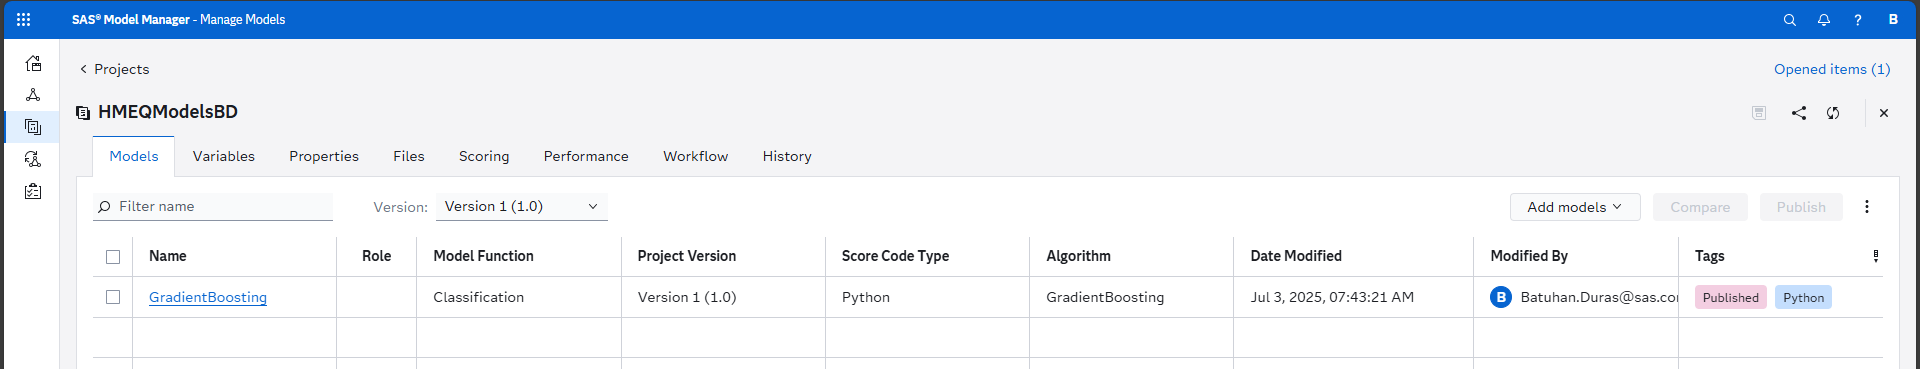 SAS® Model Manager - Manage Models
B
Projects
Opened items (1)
HMEQModelsBD
Models Variables Properties Files Scoring Performance Workflow History
Filter name Version: Version 1 (1.0) Add models Compare Publish
Name Role Model Function Project Version Score Code Type Algorithm Date Modified Modified By Tags
GradientBoosting Classification Version 1 (1.0) Python GradientBoosting Jul 3, 2025, 07:43:21 AM B Batuhan.Duras@sas.co Published Python